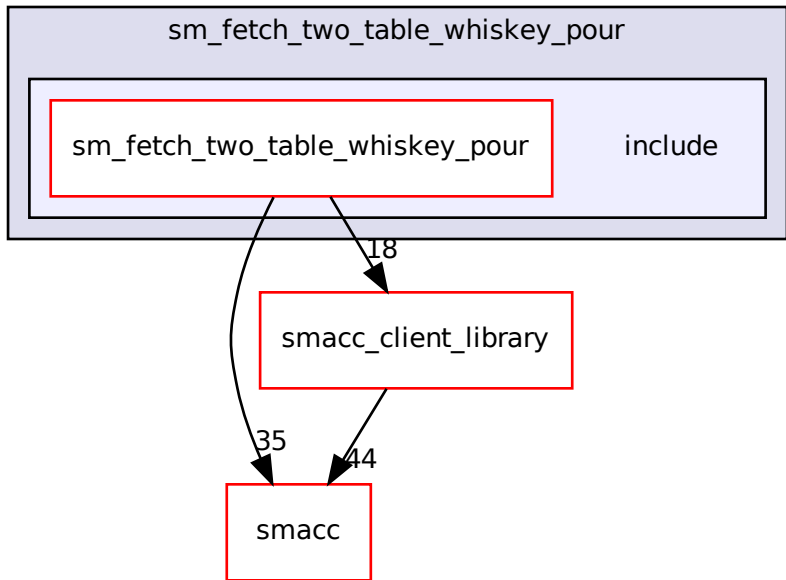 sm_fetch_two_table_whiskey_pour
sm_fetch_two_table_whiskey_pour
include
18
smacc_client_library
35
44
smacc